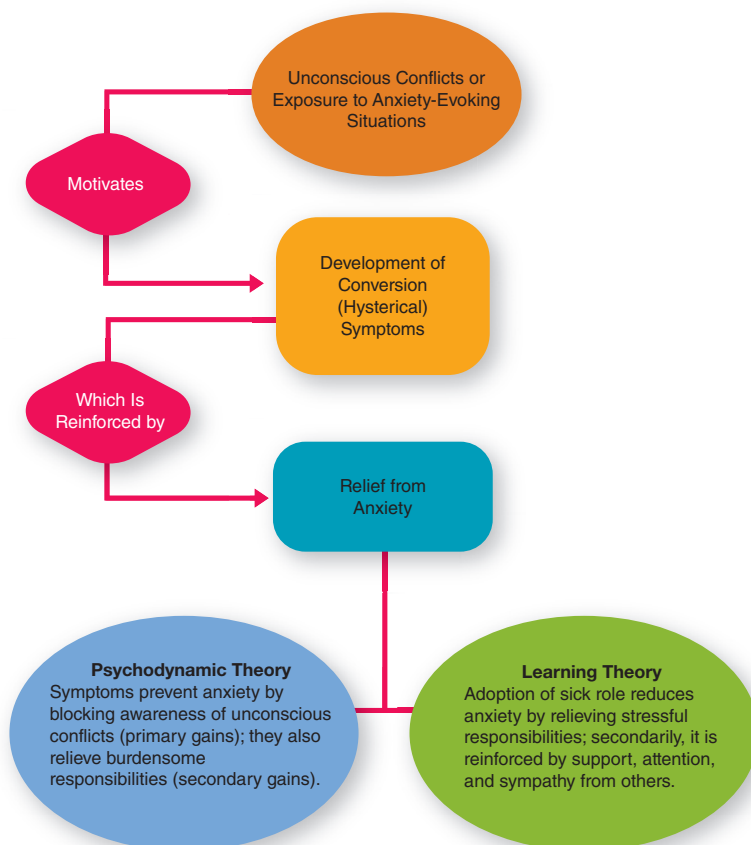 Unconscious Conflicts or
Exposure to Anxiety-Evoking
Situations
Motivates
Development of
Conversion
(Hysterical)
Symptoms
Which Is
Reinforced by
Relief from
Anxiety
Psychodynamic Theory
Symptoms prevent anxiety by
blocking awareness of unconscious
conflicts (primary gains); they also
relieve burdensome
responsibilities (secondary gains).
Learning Theory
Adoption of sick role reduces
anxiety by relieving stressful
responsibilities; secondarily, it is
reinforced by support, attention,
and sympathy from others.